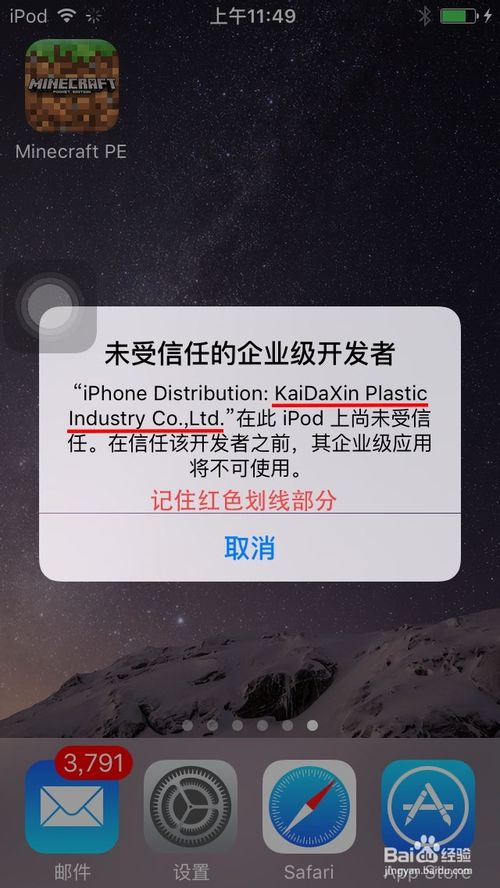 iPod 上午11:49
MINECRAFT
POCKET EDITION
Minecraft PE
未受信任的企业级开发者
“iPhone Distribution: KaiDaXin Plastic
Industry Co.,Ltd.”在此 iPod 上尚未受信
任。在信任该开发者之前，其企业级应用
将不可使用。
记住红色划线部分
取消
3,791
邮件 设置 Safari App Store
Baidu 经验
jingyan.baidu.com